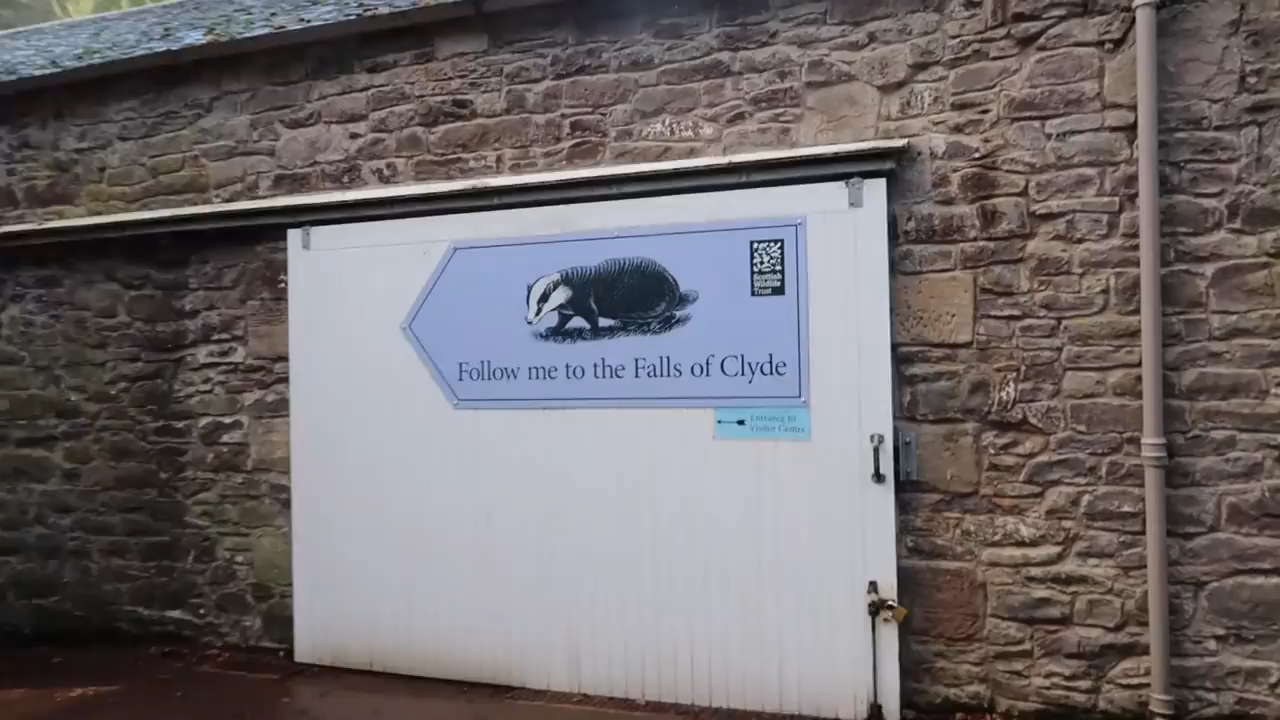 Scottish
Wildlife
Trust
Follow me to the Falls of Clyde
Entrance to
Visitor Centre